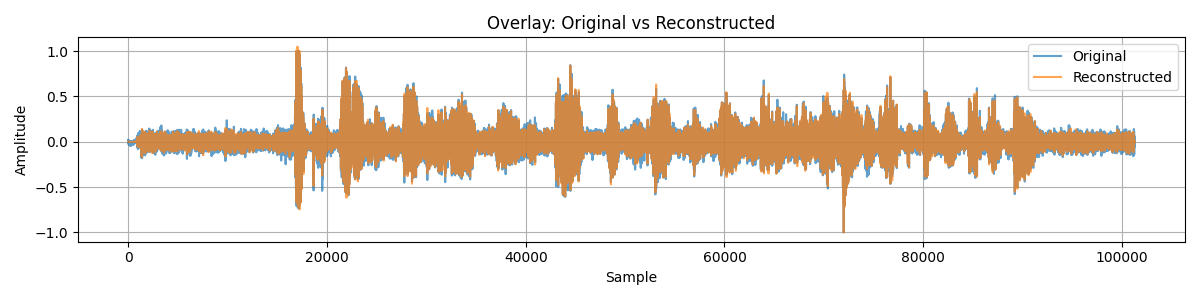 Overlay: Original vs Reconstructed
Original
Reconstructed
Amplitude
1.0
0.5
0.0
−0.5
−1.0
0 20000 40000 60000 80000 100000
Sample